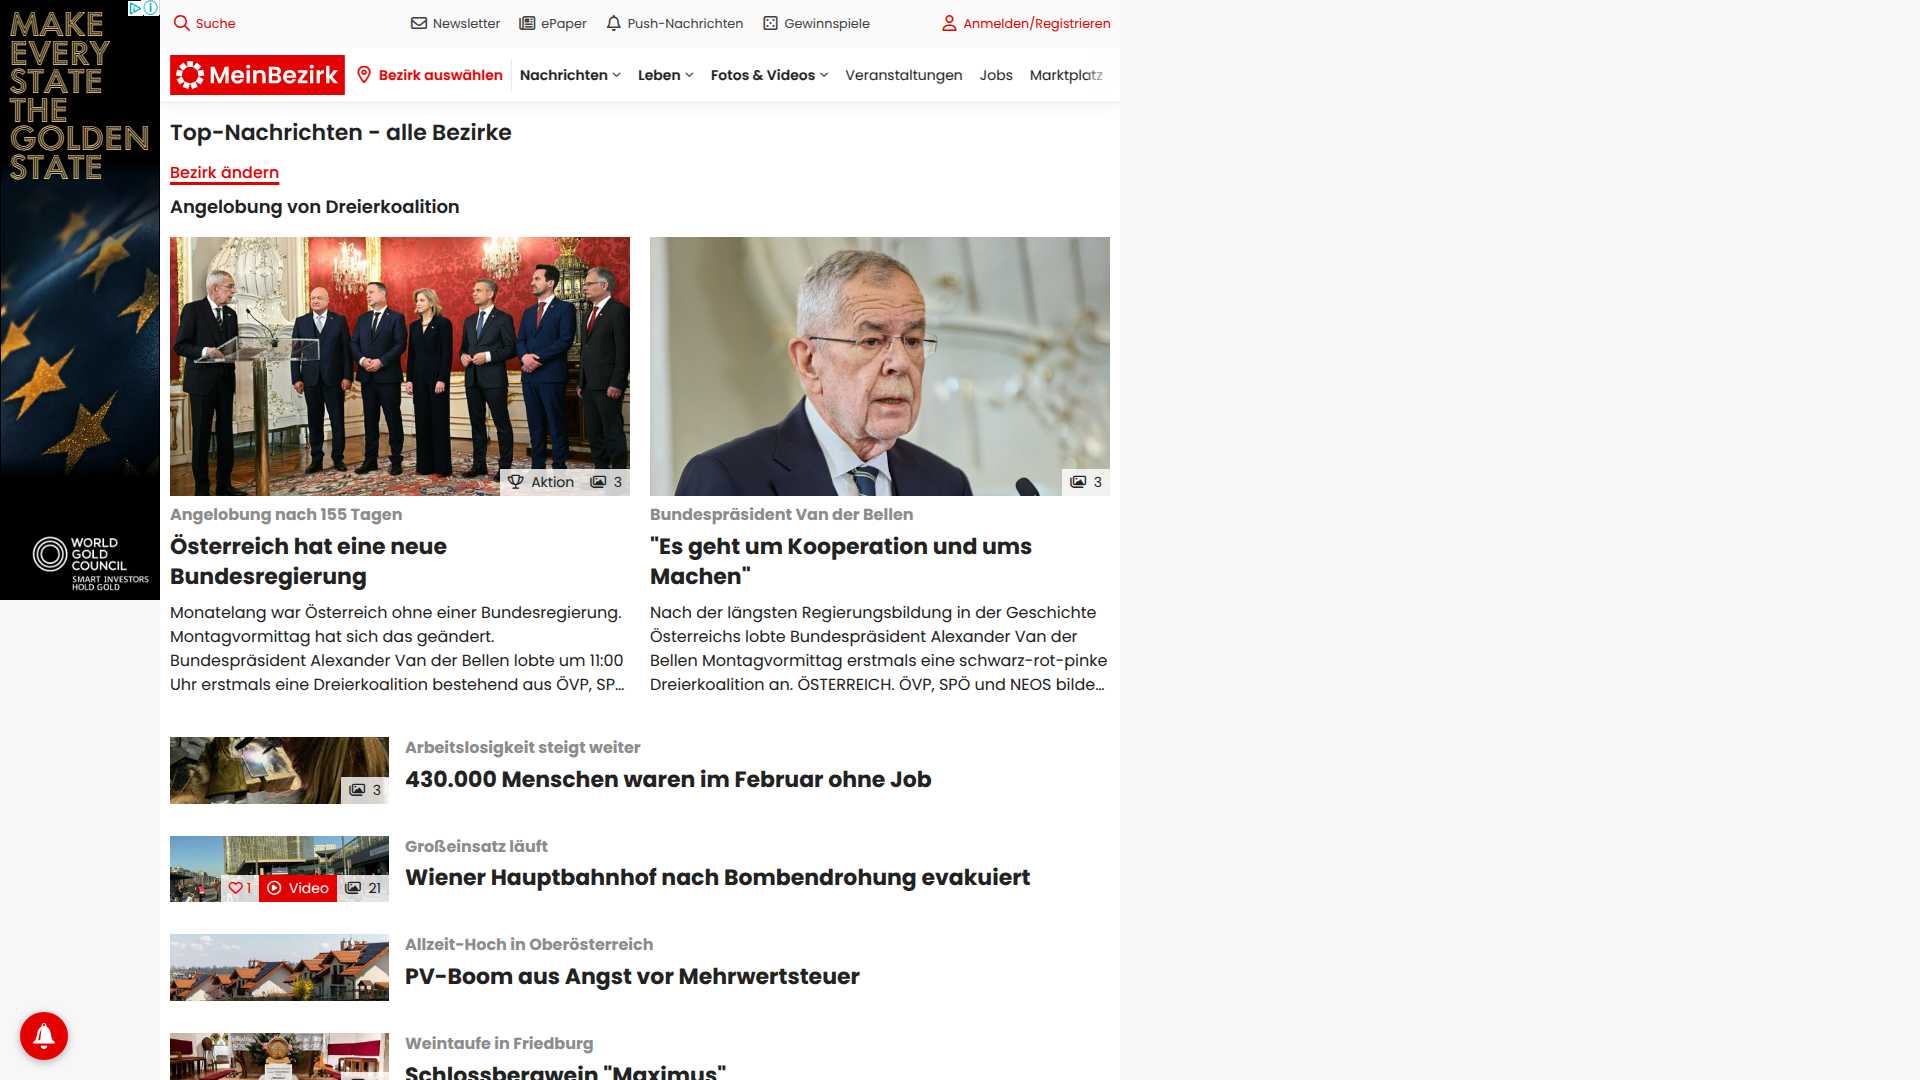 MAKE
EVERY
STATE
THE
GOLDEN
STATE
WORLD
GOLD
COUNCIL
SMART INVESTORS
HOLD GOLD
Suche
Newsletter
ePaper
Push-Nachrichten
Gewinnspiele
Anmelden/Registrieren
MeinBezirk
Bezirk auswählen
Nachrichten
Leben
Fotos & Videos
Veranstaltungen
Jobs
Marktplatz
Top-Nachrichten - alle Bezirke
Bezirk ändern
Angelobung von Dreierkoalition
Aktion 3
Angelobung nach 155 Tagen
Österreich hat eine neue
Bundesregierung
Monatelang war Österreich ohne einer Bundesregierung.
Montagvormittag hat sich das geändert.
Bundespräsident Alexander Van der Bellen lobte um 11:00
Uhr erstmals eine Dreierkoalition bestehend aus ÖVP, SP...
3
Bundespräsident Van der Bellen
"Es geht um Kooperation und ums
Machen"
Nach der längsten Regierungsbildung in der Geschichte
Österreichs lobte Bundespräsident Alexander Van der
Bellen Montagvormittag erstmals eine schwarz-rot-pinke
Dreierkoalition an. ÖSTERREICH. ÖVP, SPÖ und NEOS bilde...
3
Arbeitslosigkeit steigt weiter
430.000 Menschen waren im Februar ohne Job
1 Video 21
Großeinsatz läuft
Wiener Hauptbahnhof nach Bombendrohung evakuiert
Allzeit-Hoch in Oberösterreich
PV-Boom aus Angst vor Mehrwertsteuer
Weintaufe in Friedburg
Schlossbergwein "Maximus"